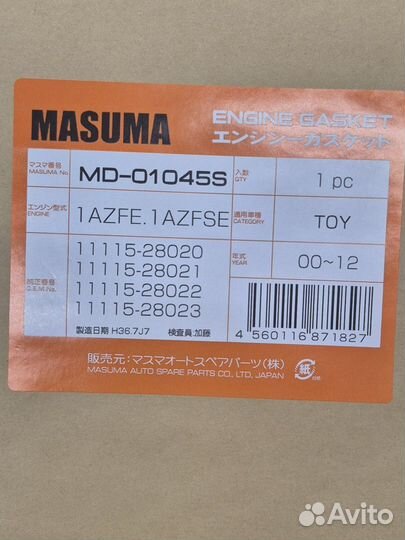 MASUMA
ENGINE GASKET
エンジンーガスケット
マスマ番号
MASUMA No.
MD-01045S
入数
QTY
1 pc
エンジン型式
ENGINE
1AZFE.1AZFSE
適用車種
CATEGORY
TOY
純正番号
O.E.M.No.
11115-28020
11115-28021
11115-28022
11115-28023
年式
YEAR
00~12
製造日期 H36.7J7 検査員:加藤
4 560116 871827
販売元:マスマオートスペアパーツ(株)
MASUMA AUTO SPARE PARTS CO., LTD, JAPAN
紙
Avito